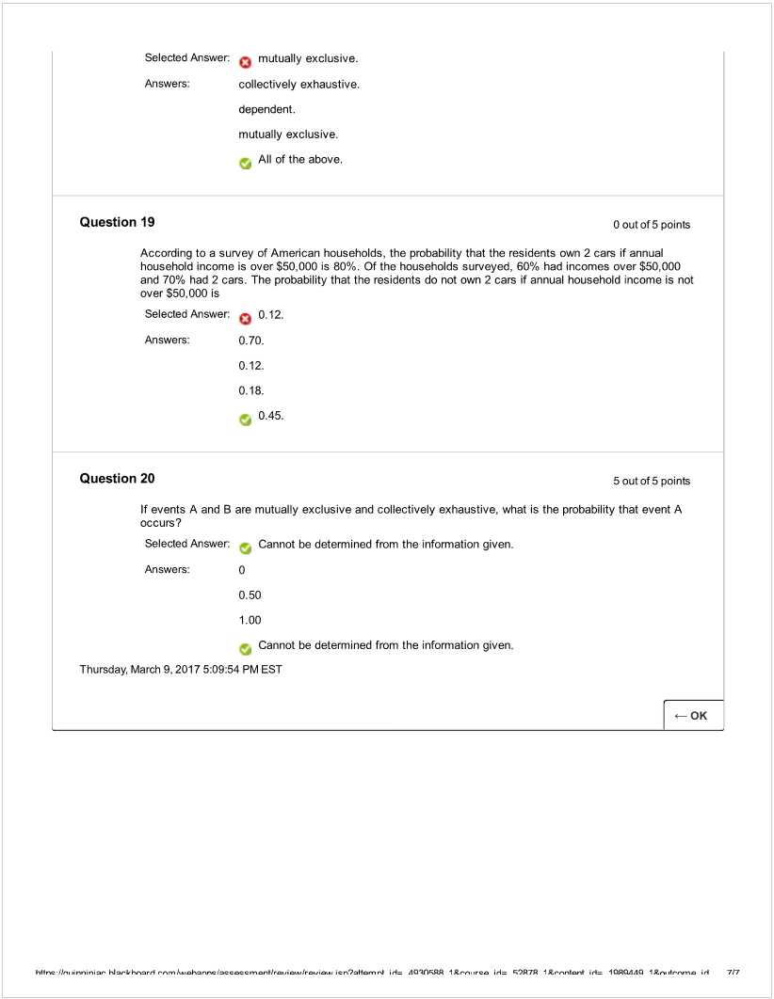 Selected Answer: mutually exclusive.
Answers: collectively exhaustive.
dependent.
mutually exclusive.
All of the above.
Question 19 0 out of 5 points
According to a survey of American households, the probability that the residents own 2 cars if annual
household income is over $50,000 is 80%. Of the households surveyed, 60% had incomes over $50,000
and 70% had 2 cars. The probability that the residents do not own 2 cars if annual household income is not
over $50,000 is
Selected Answer: 0.12.
Answers: 0.70.
0.12.
0.18.
0.45.
Question 20 5 out of 5 points
If events A and B are mutually exclusive and collectively exhaustive, what is the probability that event A
occurs?
Selected Answer: Cannot be determined from the information given.
Answers: 0
0.50
1.00
Cannot be determined from the information given.
Thursday, March 9, 2017 5:09:54 PM EST
← OK
https://quinnipiac.blackboard.com/webapps/assessment/review/review.jsp?attempt_id=_4930588_1&course_id=_52878_1&content_id=_1989449_1&outcome_id... 7/7